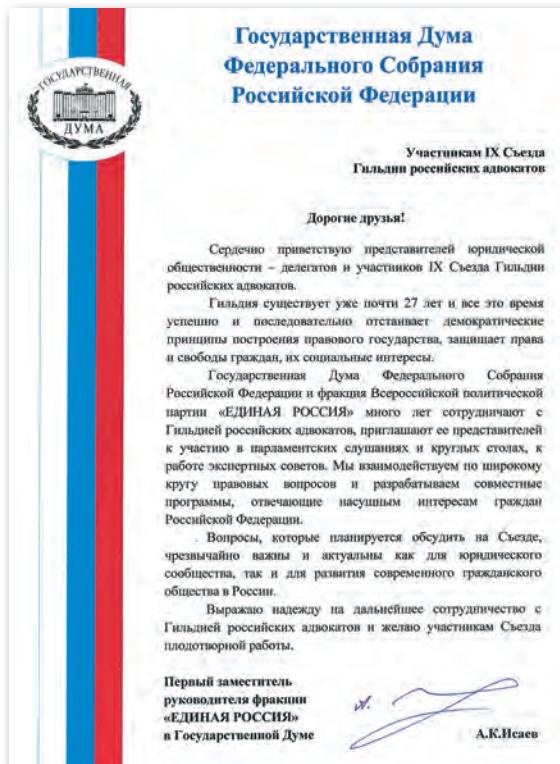 Государственная Дума
Федерального Собрания
Российской Федерации
ГОСУДАРСТВЕННАЯ
ДУМА
Участникам IX Съезда
Гильдии российских адвокатов
Дорогие друзья!
Сердечно приветствую представителей юридической
общественности – делегатов и участников IX Съезда Гильдии
российских адвокатов.
Гильдия существует уже почти 27 лет и все это время
успешно и последовательно отстаивает демократические
принципы построения правового государства, защищает права
и свободы граждан, их социальные интересы.
Государственная Дума Федерального Собрания
Российской Федерации и фракция Всероссийской политической
партии «ЕДИНАЯ РОССИЯ» много лет сотрудничают с
Гильдией российских адвокатов, приглашают ее представителей
к участию в парламентских слушаниях и круглых столах, к
работе экспертных советов. Мы взаимодействуем по широкому
кругу правовых вопросов и разрабатываем совместные
программы, отвечающие насущным интересам граждан
Российской Федерации.
Вопросы, которые планируется обсудить на Съезде,
чрезвычайно важны и актуальны как для юридического
сообщества, так и для развития современного гражданского
общества в России.
Выражаю надежду на дальнейшее сотрудничество с
Гильдией российских адвокатов и желаю участникам Съезда
плодотворной работы.
Первый заместитель
руководителя фракции
«ЕДИНАЯ РОССИЯ»
в Государственной Думе А.К.Исаев